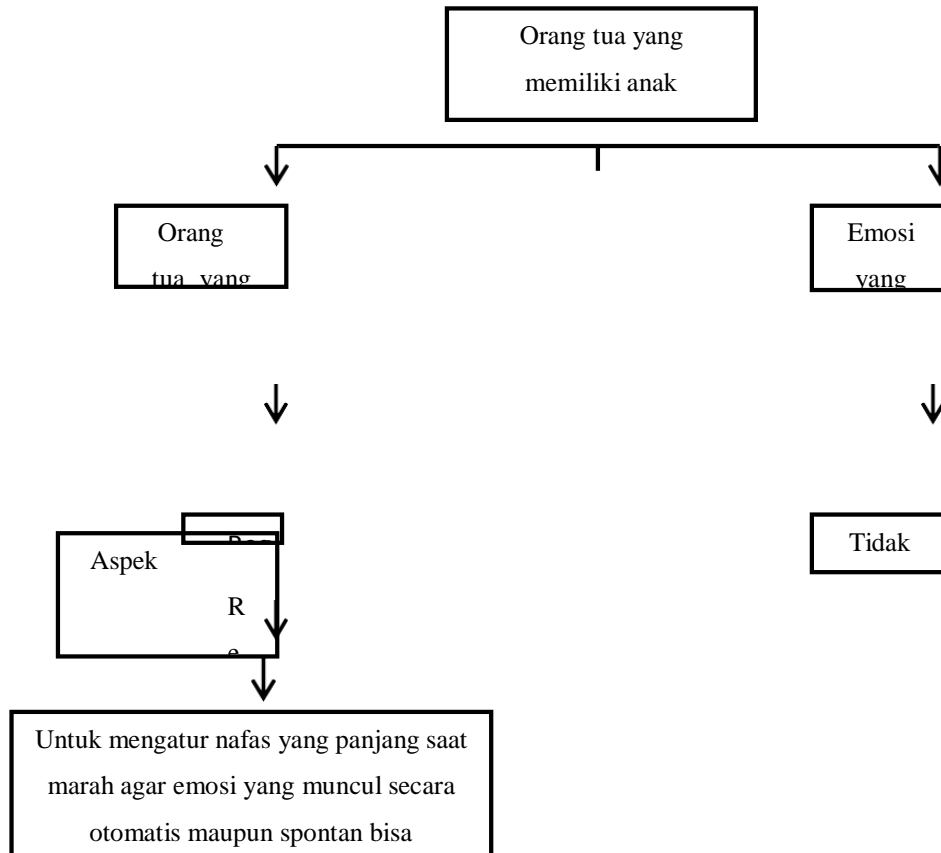 Orang tua yang
memiliki anak
Orang
tua yang
Emosi
yang
Tidak
Aspek
R
e
Untuk mengatur nafas yang panjang saat
marah agar emosi yang muncul secara
otomatis maupun spontan bisa